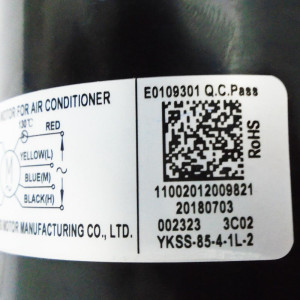 MOTOR FOR AIR CONDITIONER
130℃
RED
YELLOW(L)
BLUE(M)
BLACK(H)
M
MOTOR MANUFACTURING CO., LTD.
E0109301 Q.C.Pass
RoHS
11002012009821
20180703
002323 3C02
YKSS-85-4-1L-2